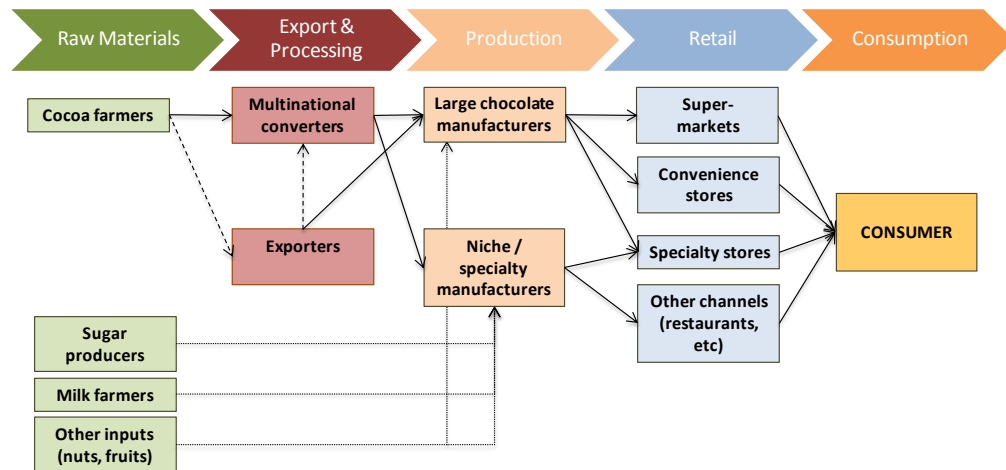 Raw Materials
Export &
Processing
Production
Retail
Consumption
Cocoa farmers
Multinational
converters
Large chocolate
manufacturers
Super-
markets
Convenience
stores
Exporters
Niche /
specialty
manufacturers
Specialty stores
CONSUMER
Other channels
(restaurants,
etc)
Sugar
producers
Milk farmers
Other inputs
(nuts, fruits)